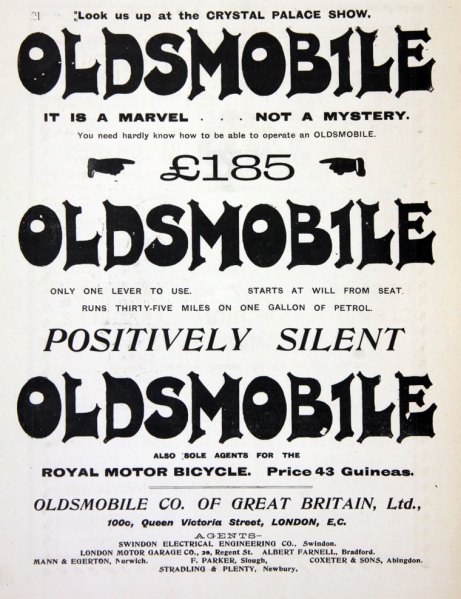 "Look us up at the CRYSTAL PALACE SHOW.
OLDSMOBILE
IT IS A MARVEL . . . NOT A MYSTERY.
You need hardly know how to be able to operate an OLDSMOBILE.
£185
OLDSMOBILE
ONLY ONE LEVER TO USE. STARTS AT WILL FROM SEAT.
RUNS THIRTY-FIVE MILES ON ONE GALLON OF PETROL.
POSITIVELY SILENT
OLDSMOBILE
ALSO SOLE AGENTS FOR THE
ROYAL MOTOR BICYCLE. Price 43 Guineas.
OLDSMOBILE CO. OF GREAT BRITAIN, Ltd.,
100c, Queen Victoria Street, LONDON, E.C.
AGENTS—
SWINDON ELECTRICAL ENGINEERING CO., Swindon.
LONDON MOTOR GARAGE CO., Regent St. ALBERT FARNELL, Bradford.
MANN & EGERTON, Norwich. F. PARKER, Slough, COXETER & SONS, Abingdon.
STRADLING & PLENTY, Newbury.